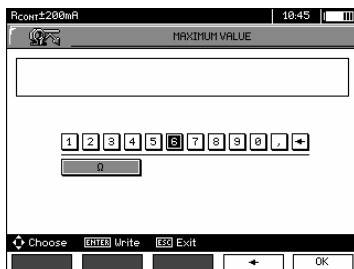 RCONT±200mA 10:45
MAXIMUM VALUE
1 2 3 4 5 6 7 8 9 0 , ←
Ω
Choose ENTER Write ESC Exit
← OK